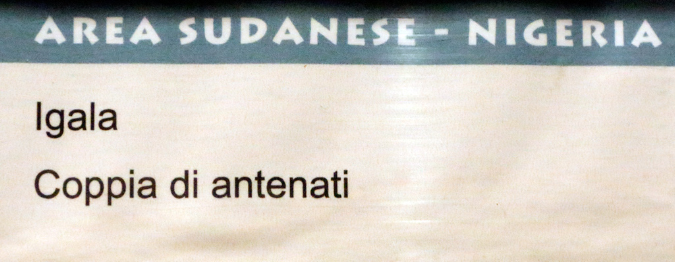 AREA SUDANESE - NIGERIA
Igala
Coppia di antenati